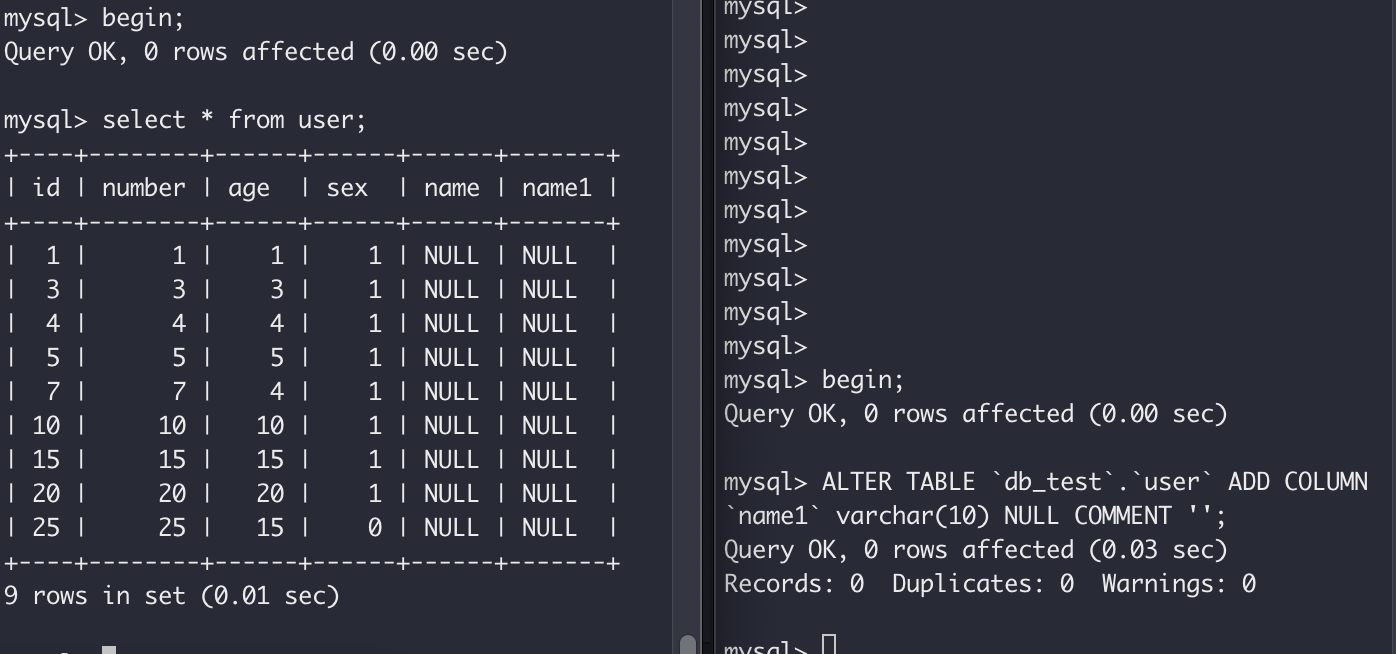 mysql> begin;
Query OK, 0 rows affected (0.00 sec)
mysql> select * from user;
+----+--------+------+------+------+-------+
| id | number | age  | sex  | name | name1 |
+----+--------+------+------+------+-------+
|  1 |      1 |    1 |    1 | NULL | NULL  |
|  3 |      3 |    3 |    1 | NULL | NULL  |
|  4 |      4 |    4 |    1 | NULL | NULL  |
|  5 |      5 |    5 |    1 | NULL | NULL  |
|  7 |      7 |    4 |    1 | NULL | NULL  |
| 10 |     10 |   10 |    1 | NULL | NULL  |
| 15 |     15 |   15 |    1 | NULL | NULL  |
| 20 |     20 |   20 |    1 | NULL | NULL  |
| 25 |     25 |   15 |    0 | NULL | NULL  |
+----+--------+------+------+------+-------+
9 rows in set (0.01 sec)
mysql>
mysql>
mysql>
mysql>
mysql>
mysql>
mysql>
mysql>
mysql>
mysql>
mysql>
mysql> begin;
Query OK, 0 rows affected (0.00 sec)
mysql> ALTER TABLE `db_test`.`user` ADD COLUMN
`name1` varchar(10) NULL COMMENT '';
Query OK, 0 rows affected (0.03 sec)
Records: 0  Duplicates: 0  Warnings: 0
mysql>